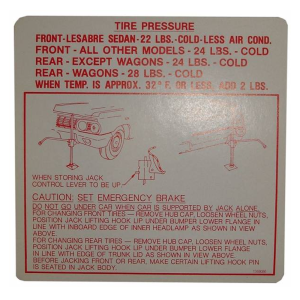 TIRE PRESSURE
FRONT-LESABRE SEDAN-22 LBS.-COLD-LESS AIR COND.
FRONT - ALL OTHER MODELS - 24 LBS. - COLD
REAR - EXCEPT WAGONS - 24 LBS. - COLD
REAR - WAGONS - 28 LBS. - COLD
WHEN TEMP. IS APPROX. 32° F. OR LESS, ADD 2 LBS.
WHEN STORING JACK
CONTROL LEVER TO BE UP
CAUTION: SET EMERGENCY BRAKE
DO NOT GO UNDER CAR WHEN CAR IS SUPPORTED BY JACK ALONE.
FOR CHANGING FRONT TIRES — REMOVE HUB CAP, LOOSEN WHEEL NUTS,
POSITION JACK LIFTING HOOK LIP UNDER BUMPER LOWER FLANGE IN
LINE WITH INBOARD EDGE OF INNER HEADLAMP AS SHOWN IN VIEW
ABOVE.
FOR CHANGING REAR TIRES — REMOVE HUBCAP, LOOSEN WHEEL NUTS,
POSITION JACK LIFTING HOOK LIP UNDER BUMPER LOWER FLANGE
IN LINE WITH EDGE OF TRUNK LID AS SHOWN IN VIEW ABOVE.
BEFORE JACKING FRONT OR REAR, MAKE CERTAIN LIFTING HOOK PIN
IS SEATED IN JACK BODY.